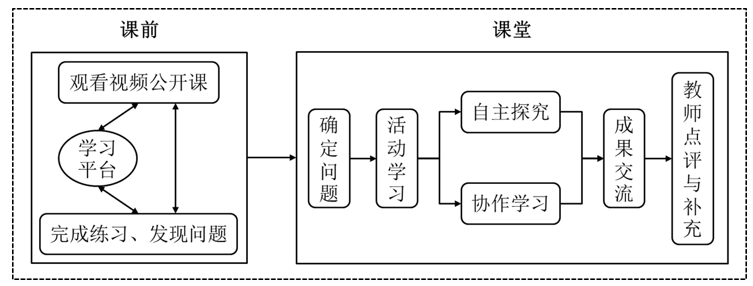 课前
观看视频公开课
学习
平台
完成练习、发现问题
课堂
确定问题
活动学习
自主探究
协作学习
成果交流
教师点评与补充